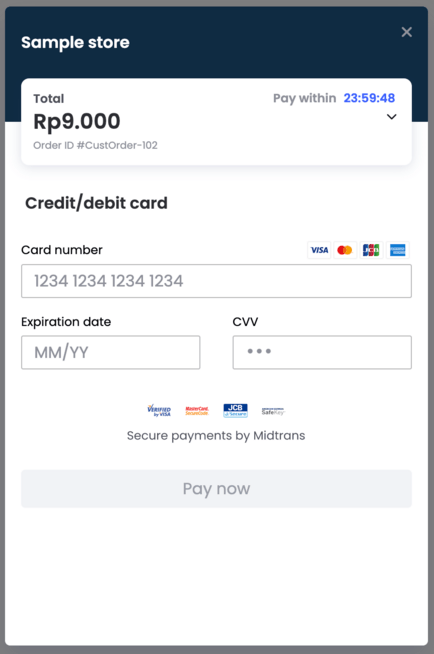 Sample store
Total
Pay within 23:59:48
Rp9.000
Order ID #CustOrder-102
Credit/debit card
Card number
VISA
JCB
1234 1234 1234 1234
Expiration date
CVV
MM/YY
VERIFIED by VISA
MasterCard. SecureCode.
JCB J/Secure
SafeKey
Secure payments by Midtrans
Pay now